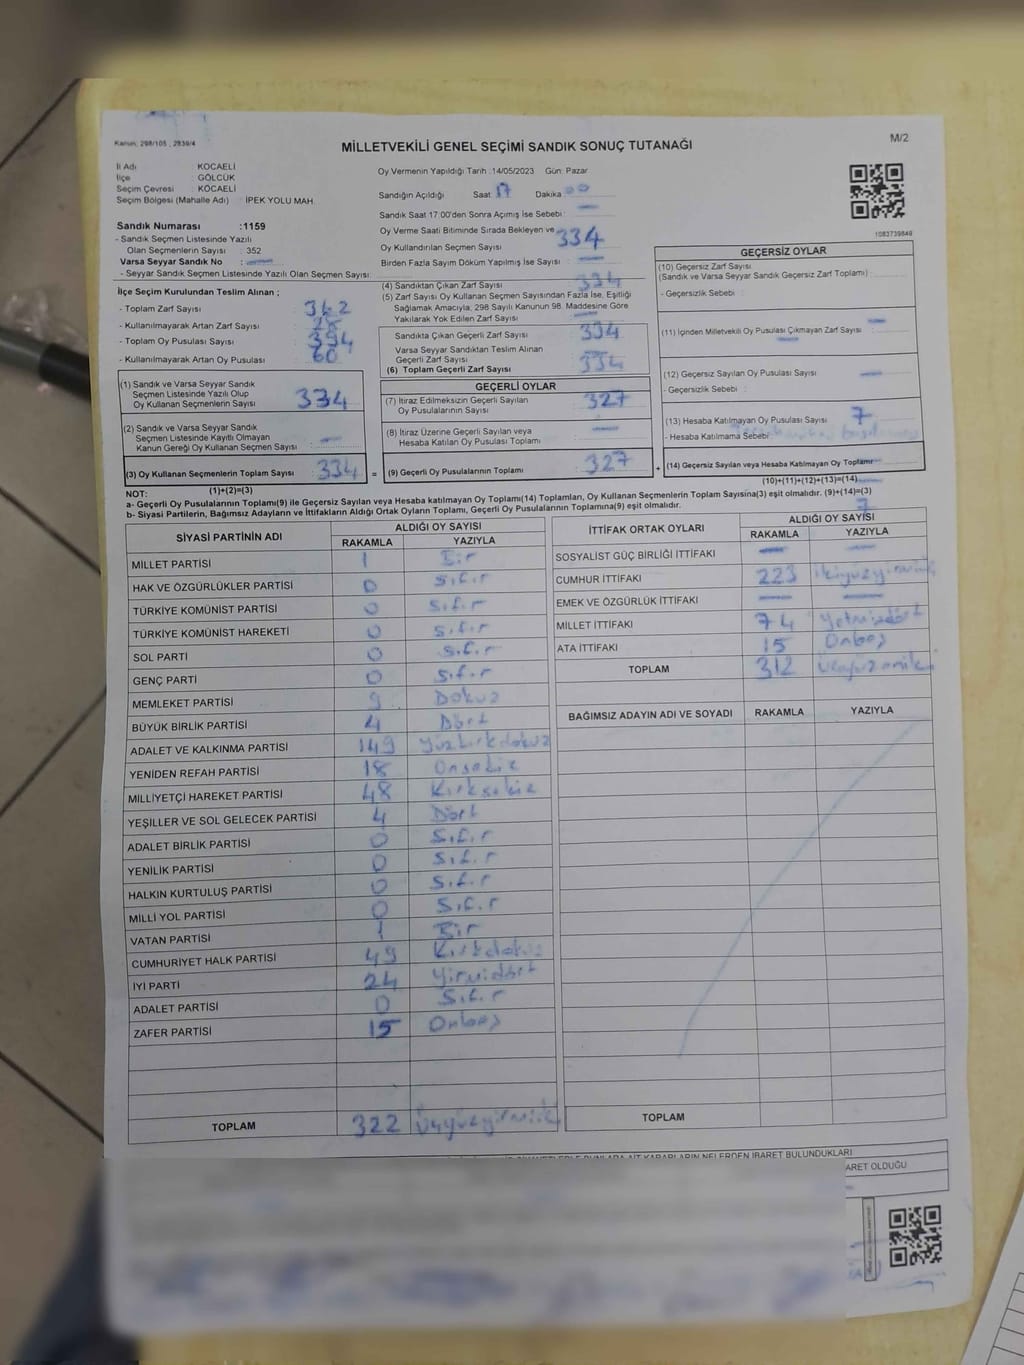 Kanun: 298/105 , 2839/4
M/2
MİLLETVEKİLİ GENEL SEÇİMİ SANDIK SONUÇ TUTANAĞI
İl Adı : KOCAELİ
İlçe : GÖLCÜK
Seçim Çevresi : KOCAELİ
Seçim Bölgesi (Mahalle Adı) : İPEK YOLU MAH.
Sandık Numarası :1159
- Sandık Seçmen Listesinde Yazılı
Olan Seçmenlerin Sayısı : 352
Varsa Seyyar Sandık No : —
- Seyyar Sandık Seçmen Listesinde Yazılı Olan Seçmen Sayısı:
Oy Vermenin Yapıldığı Tarih :14/05/2023 Gün: Pazar
Sandığın Açıldığı Saat 17 Dakika 00
Sandık Saat 17:00'den Sonra Açımış İse Sebebi : —
Oy Verme Saati Bitiminde Sırada Bekleyen ve
Oy Kullandırılan Seçmen Sayısı 334
Birden Fazla Sayım Döküm Yapılmış İse Sayısı : —
1083739849
İlçe Seçim Kurulundan Teslim Alınan ;
- Toplam Zarf Sayısı : 362
- Kullanılmayarak Artan Zarf Sayısı : 28
- Toplam Oy Pusulası Sayısı : 394
- Kullanılmayarak Artan Oy Pusulası : 60
(4) Sandıktan Çıkan Zarf Sayısı : 334
(5) Zarf Sayısı Oy Kullanan Seçmen Sayısından Fazla İse, Eşitliği
Sağlamak Amacıyla; 298 Sayılı Kanunun 98. Maddesine Göre
Yakılarak Yok Edilen Zarf Sayısı : —
Sandıkta Çıkan Geçerli Zarf Sayısı : 334
Varsa Seyyar Sandıktan Teslim Alınan
Geçerli Zarf Sayısı : —
(6) Toplam Geçerli Zarf Sayısı : 334
GEÇERSİZ OYLAR
(10) Geçersiz Zarf Sayısı
(Sandık ve Varsa Seyyar Sandık Geçersiz Zarf Toplamı) :
- Geçersizlik Sebebi :
(11) İçinden Milletvekili Oy Pusulası Çıkmayan Zarf Sayısı : —
(12) Geçersiz Sayılan Oy Pusulası Sayısı : —
- Geçersizlik Sebebi :
(13) Hesaba Katılmayan Oy Pusulası Sayısı : 7
- Hesaba Katılmama Sebebi
(14) Geçersiz Sayılan veya Hesaba Katılmayan Oy Toplamı
(10)+(11)+(12)+(13)=(14)
7
(1) Sandık ve Varsa Seyyar Sandık
Seçmen Listesinde Yazılı Olup
Oy Kullanan Seçmenlerin Sayısı : 334
(2) Sandık ve Varsa Seyyar Sandık
Seçmen Listesinde Kayıtlı Olmayan
Kanun Gereği Oy Kullanan Seçmen Sayısı : —
(3) Oy Kullanan Seçmenlerin Toplam Sayısı : 334 =
(1)+(2)=(3)
GEÇERLİ OYLAR
(7) İtiraz Edilmeksizin Geçerli Sayılan
Oy Pusulalarının Sayısı : 327
(8) İtiraz Üzerine Geçerli Sayılan veya
Hesaba Katılan Oy Pusulası Toplamı : —
(9) Geçerli Oy Pusulalarının Toplamı : 327 +
NOT:
a- Geçerli Oy Pusulalarının Toplamı(9) ile Geçersiz Sayılan veya Hesaba katılmayan Oy Toplamı(14) Toplamları, Oy Kullanan Seçmenlerin Toplam Sayısına(3) eşit olmalıdır. (9)+(14)=(3)
b- Siyasi Partilerin, Bağımsız Adayların ve İttifakların Aldığı Ortak Oyların Toplamı, Geçerli Oy Pusulalarının Toplamına(9) eşit olmalıdır.
SİYASİ PARTİNİN ADI ALDIĞI OY SAYISI
RAKAMLA YAZIYLA
MİLLET PARTİSİ 1 Bir
HAK VE ÖZGÜRLÜKLER PARTİSİ 0 Sıfır
TÜRKİYE KOMÜNİST PARTİSİ 0 Sıfır
TÜRKİYE KOMÜNİST HAREKETİ 0 Sıfır
SOL PARTİ 0 Sıfır
GENÇ PARTİ 0 Sıfır
MEMLEKET PARTİSİ 9 Dokuz
BÜYÜK BİRLİK PARTİSİ 4 Dört
ADALET VE KALKINMA PARTİSİ 149 Yüzkırkdokuz
YENİDEN REFAH PARTİSİ 18 Onsekiz
MİLLİYETÇİ HAREKET PARTİSİ 48 Kırksekiz
YEŞİLLER VE SOL GELECEK PARTİSİ 4 Dört
ADALET BİRLİK PARTİSİ 0 Sıfır
YENİLİK PARTİSİ 0 Sıfır
HALKIN KURTULUŞ PARTİSİ 0 Sıfır
MİLLİ YOL PARTİSİ 0 Sıfır
VATAN PARTİSİ 1 Bir
CUMHURİYET HALK PARTİSİ 49 Kırkdokuz
İYİ PARTİ 24 Yirmidört
ADALET PARTİSİ 0 Sıfır
ZAFER PARTİSİ 15 Onbeş
TOPLAM 322 Üçyüzyirmiiki
İTTİFAK ORTAK OYLARI ALDIĞI OY SAYISI
RAKAMLA YAZIYLA
SOSYALİST GÜÇ BİRLİĞİ İTTİFAKI — —
CUMHUR İTTİFAKI 223 ikiyüzyirmiüç
EMEK VE ÖZGÜRLÜK İTTİFAKI — —
MİLLET İTTİFAKI 74 Yetmişdört
ATA İTTİFAKI 15 Onbeş
TOPLAM 312 Üçyüzoniki
BAĞIMSIZ ADAYIN ADI VE SOYADI RAKAMLA YAZIYLA
TOPLAM
KARARLARIN NELERDEN İBARET BULUNDUKLARI
BARET OLDUĞU